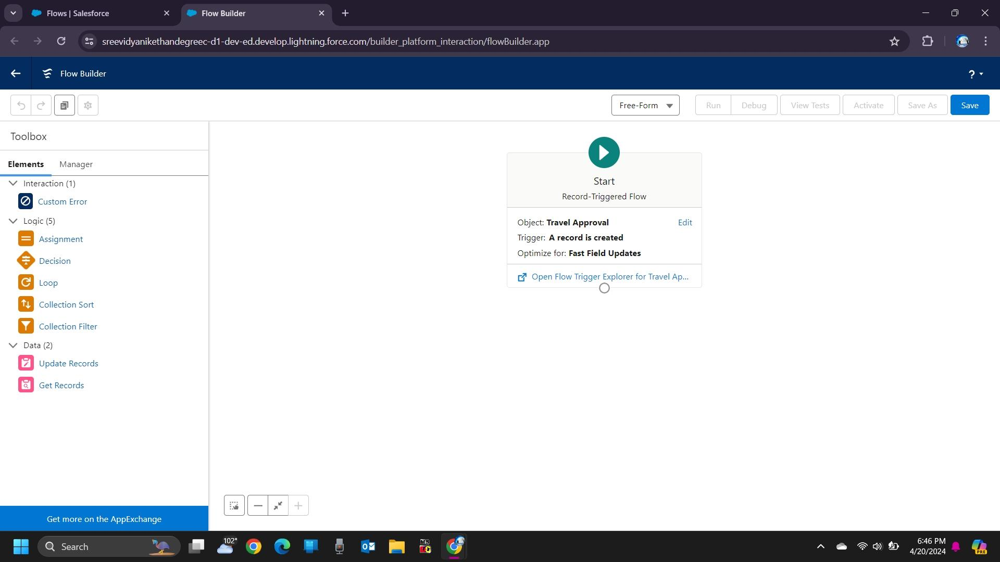 Flows | Salesforce
Flow Builder
sreevidyanikethandegreec-d1-dev-ed.develop.lightning.force.com/builder_platform_interaction/flowBuilder.app
Flow Builder
?
Free-Form
Run
Debug
View Tests
Activate
Save As
Save
Toolbox
Elements
Manager
Interaction (1)
Custom Error
Logic (5)
Assignment
Decision
Loop
Collection Sort
Collection Filter
Data (2)
Update Records
Get Records
Get more on the AppExchange
Start
Record-Triggered Flow
Object: Travel Approval
Edit
Trigger: A record is created
Optimize for: Fast Field Updates
Open Flow Trigger Explorer for Travel Ap...
Search
102°
6:46 PM
4/20/2024
PRE